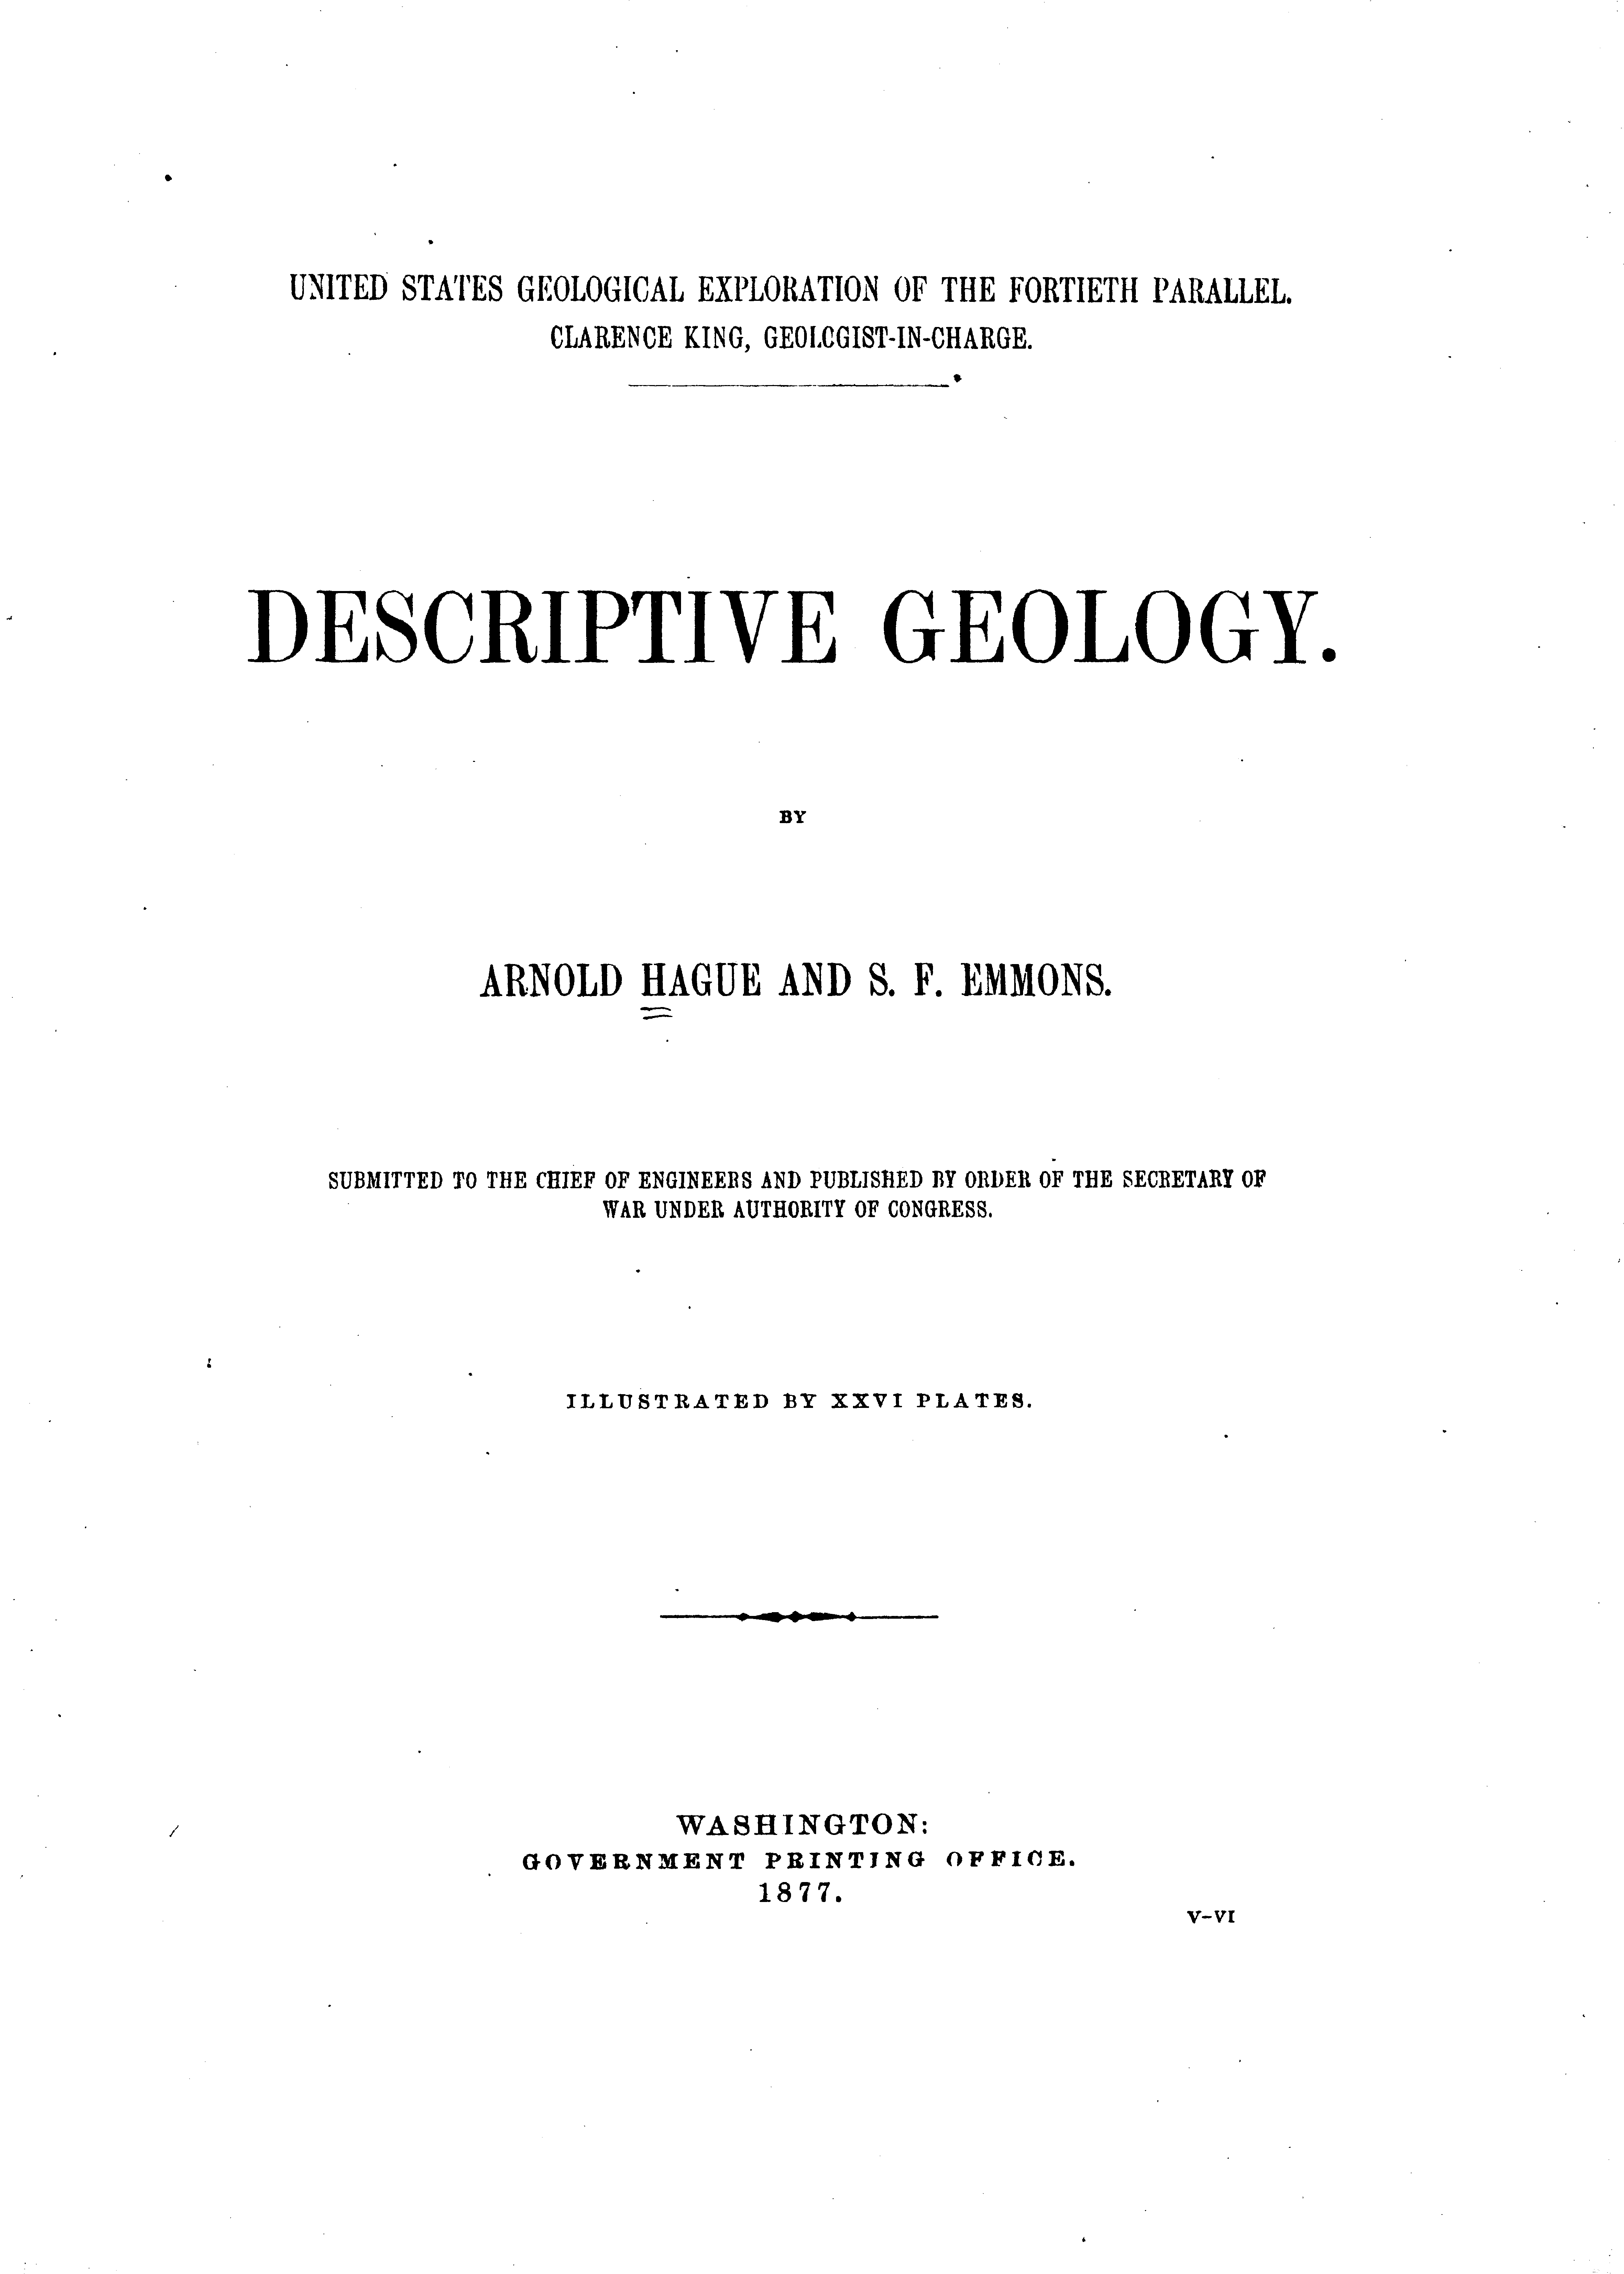 UNITED STATES GEOLOGICAL EXPLORATION OF THE FORTIETH PARALLEL.
CLARENCE KING, GEOLOGIST-IN-CHARGE.
DESCRIPTIVE GEOLOGY.
BY
ARNOLD HAGUE AND S. F. EMMONS.
SUBMITTED TO THE CHIEF OF ENGINEERS AND PUBLISHED BY ORDER OF THE SECRETARY OF
WAR UNDER AUTHORITY OF CONGRESS.
ILLUSTRATED BY XXVI PLATES.
WASHINGTON:
GOVERNMENT PRINTING OFFICE.
1877.
V-VI